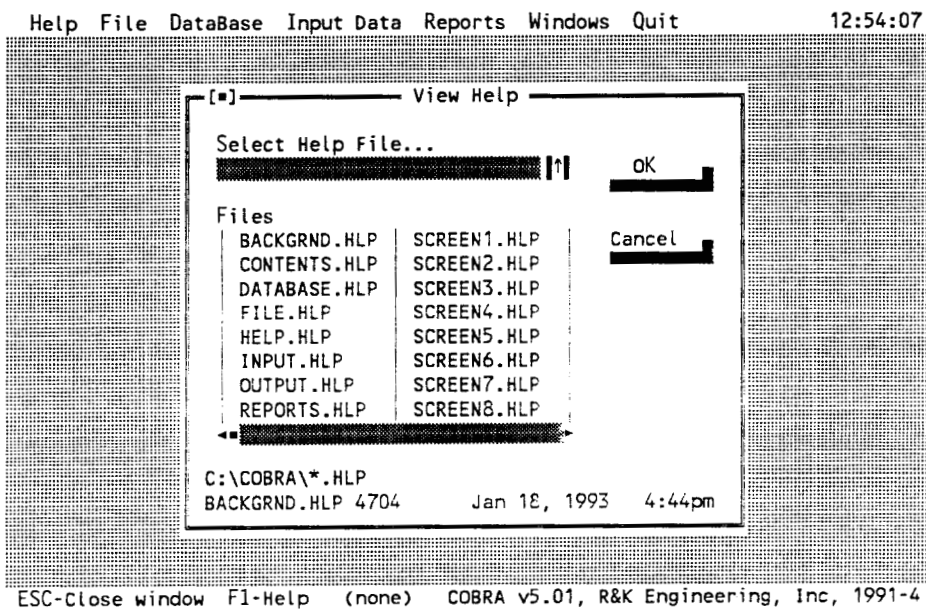 Help File DataBase Input Data Reports Windows Quit 12:54:07
[■] View Help
Select Help File...
↑
oK
Files
BACKGRND.HLP SCREEN1.HLP
Cancel
CONTENTS.HLP SCREEN2.HLP
DATABASE.HLP SCREEN3.HLP
FILE.HLP SCREEN4.HLP
HELP.HLP SCREEN5.HLP
INPUT.HLP SCREEN6.HLP
OUTPUT.HLP SCREEN7.HLP
REPORTS.HLP SCREEN8.HLP
C:\COBRA\*.HLP
BACKGRND.HLP 4704 Jan 18, 1993 4:44pm
ESC-Close window F1-Help (none) COBRA v5.01, R&K Engineering, Inc, 1991-4